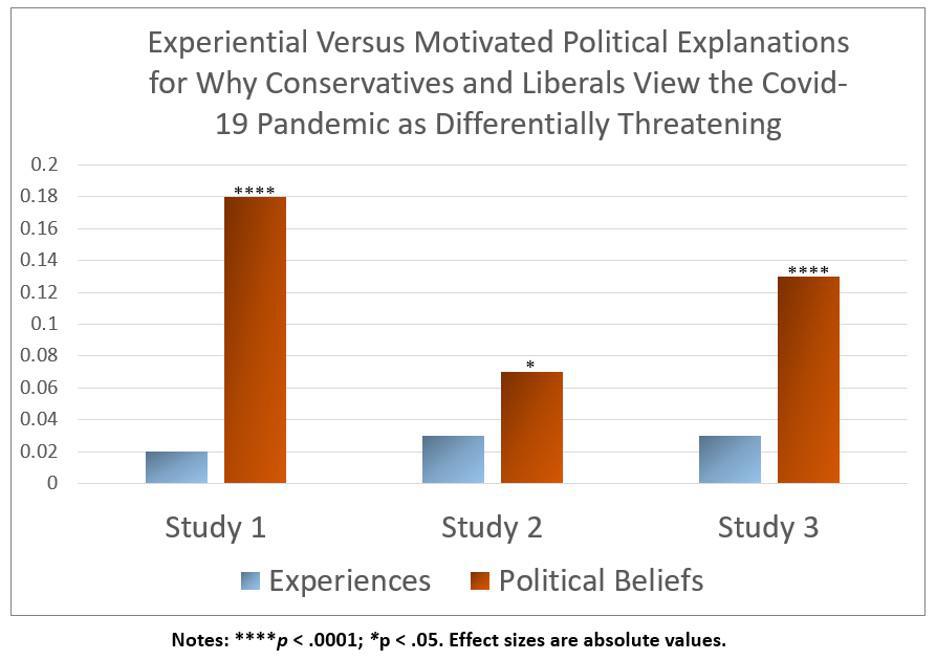 Experiential Versus Motivated Political Explanations
for Why Conservatives and Liberals View the Covid-
19 Pandemic as Differentially Threatening
0.2
0.18
0.16
0.14
0.12
0.1
0.08
0.06
0.04
0.02
0
****
*
****
Study 1
Study 2
Study 3
Experiences
Political Beliefs
Notes: ****p < .0001; *p < .05. Effect sizes are absolute values.